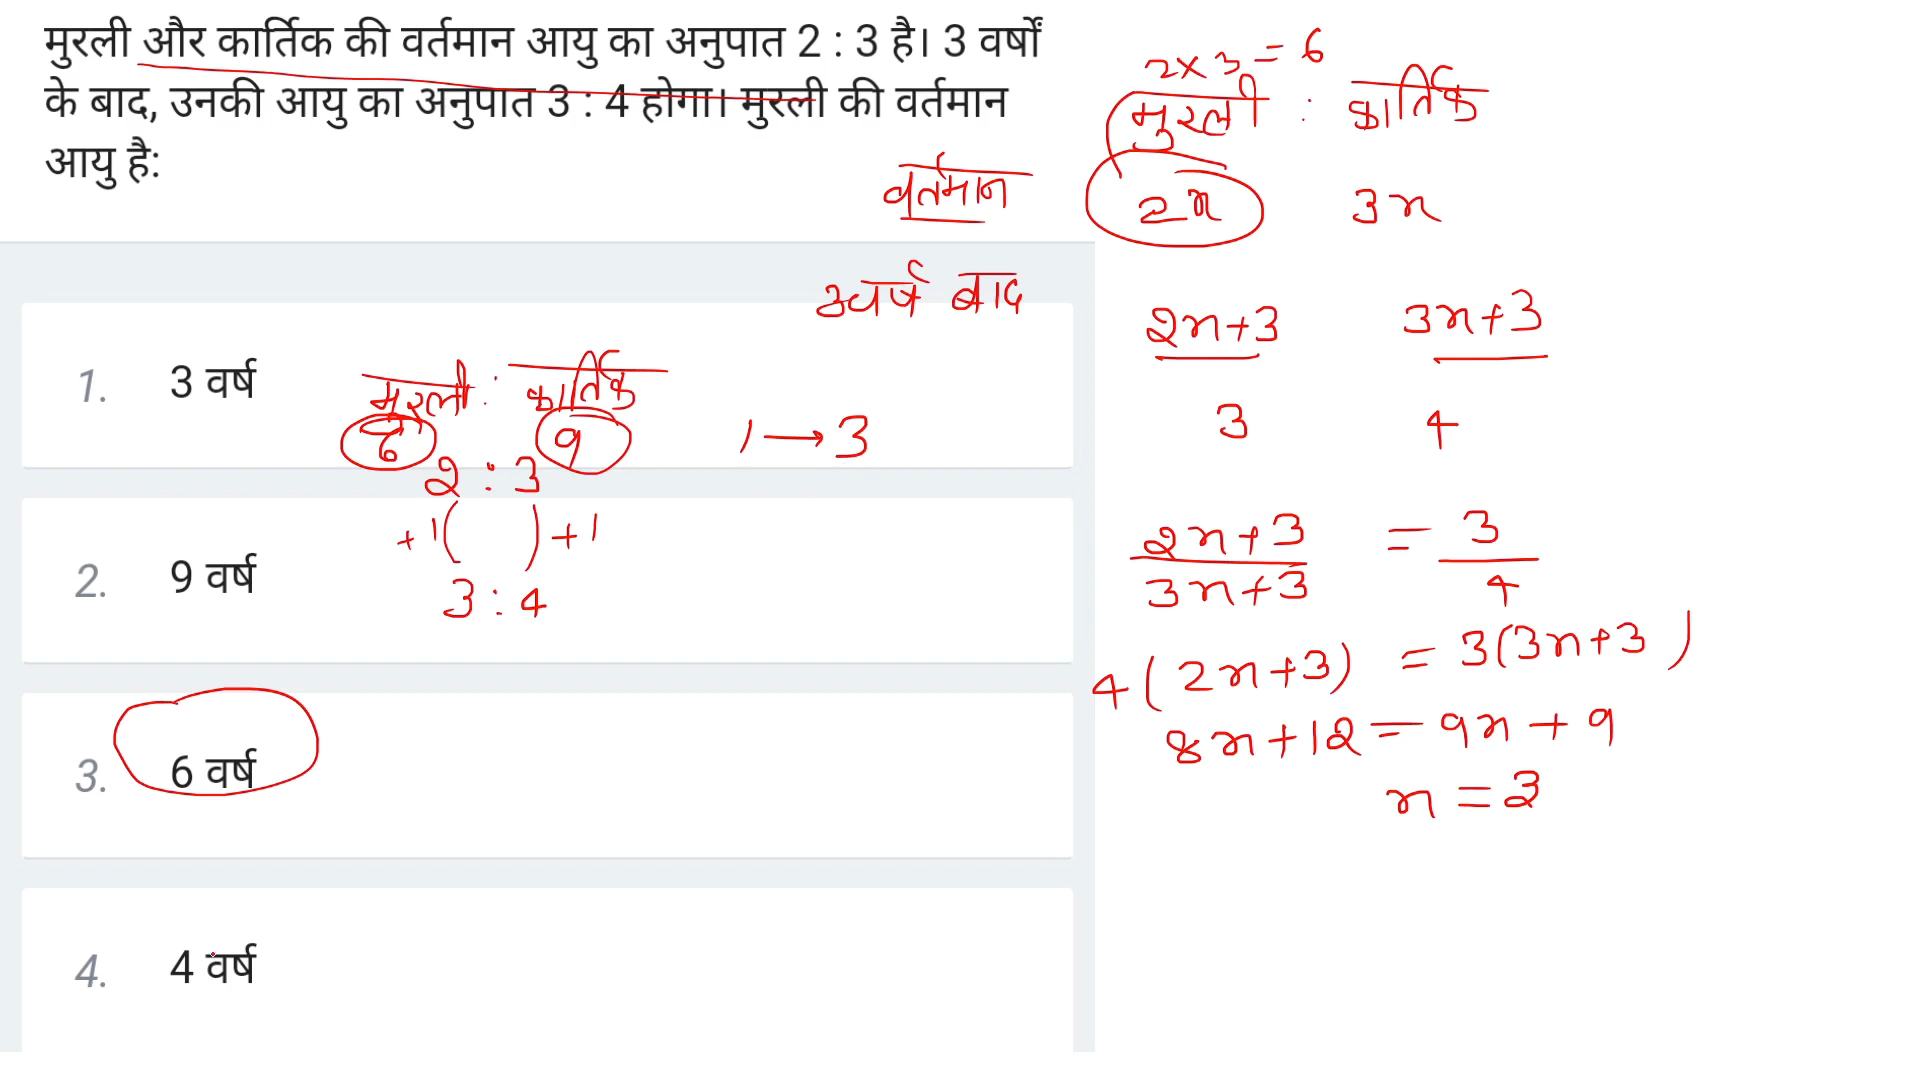 मुरली और कार्तिक की वर्तमान आयु का अनुपात 2 : 3 है। 3 वर्षों
के बाद, उनकी आयु का अनुपात 3 : 4 होगा। मुरली की वर्तमान
आयु है:
1. 3 वर्ष
2. 9 वर्ष
3. 6 वर्ष
4. 4 वर्ष
मुरली : कार्तिक
6 9
2 : 3
+1 ( ) +1
3 : 4
1 → 3
2 x 3 = 6
मुरली : कार्तिक
वर्तमान 2x 3x
3 वर्ष बाद 2x+3 3x+3
3 4
2x+3 = 3
3x+3 4
4(2x+3) = 3(3x+3)
8x+12 = 9x+9
x = 3